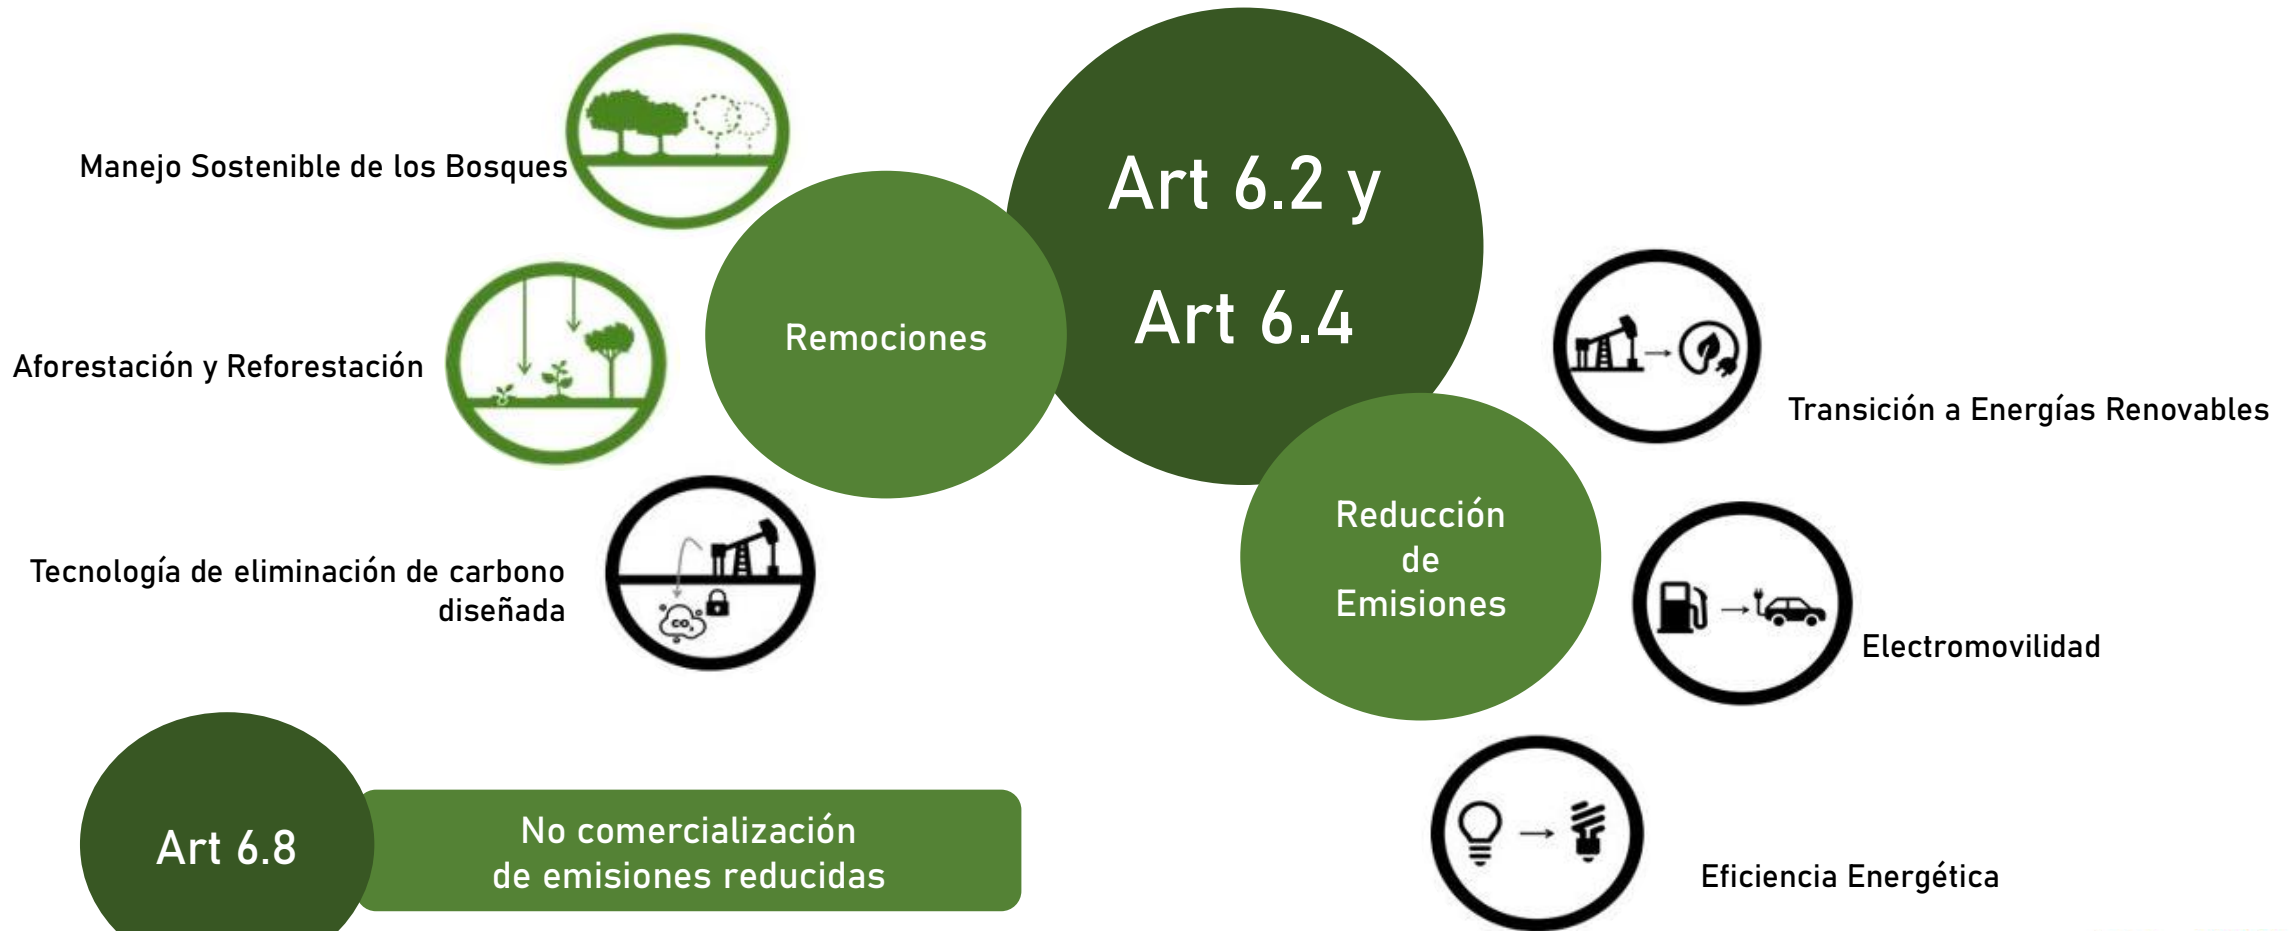 Art 6.2 y
Art 6.4
Remociones
Manejo Sostenible de los Bosques
Aforestación y Reforestación
Tecnología de eliminación de carbono
diseñada
CO₂
Reducción
de
Emisiones
Transición a Energías Renovables
Electromovilidad
Eficiencia Energética
Art 6.8
No comercialización
de emisiones reducidas